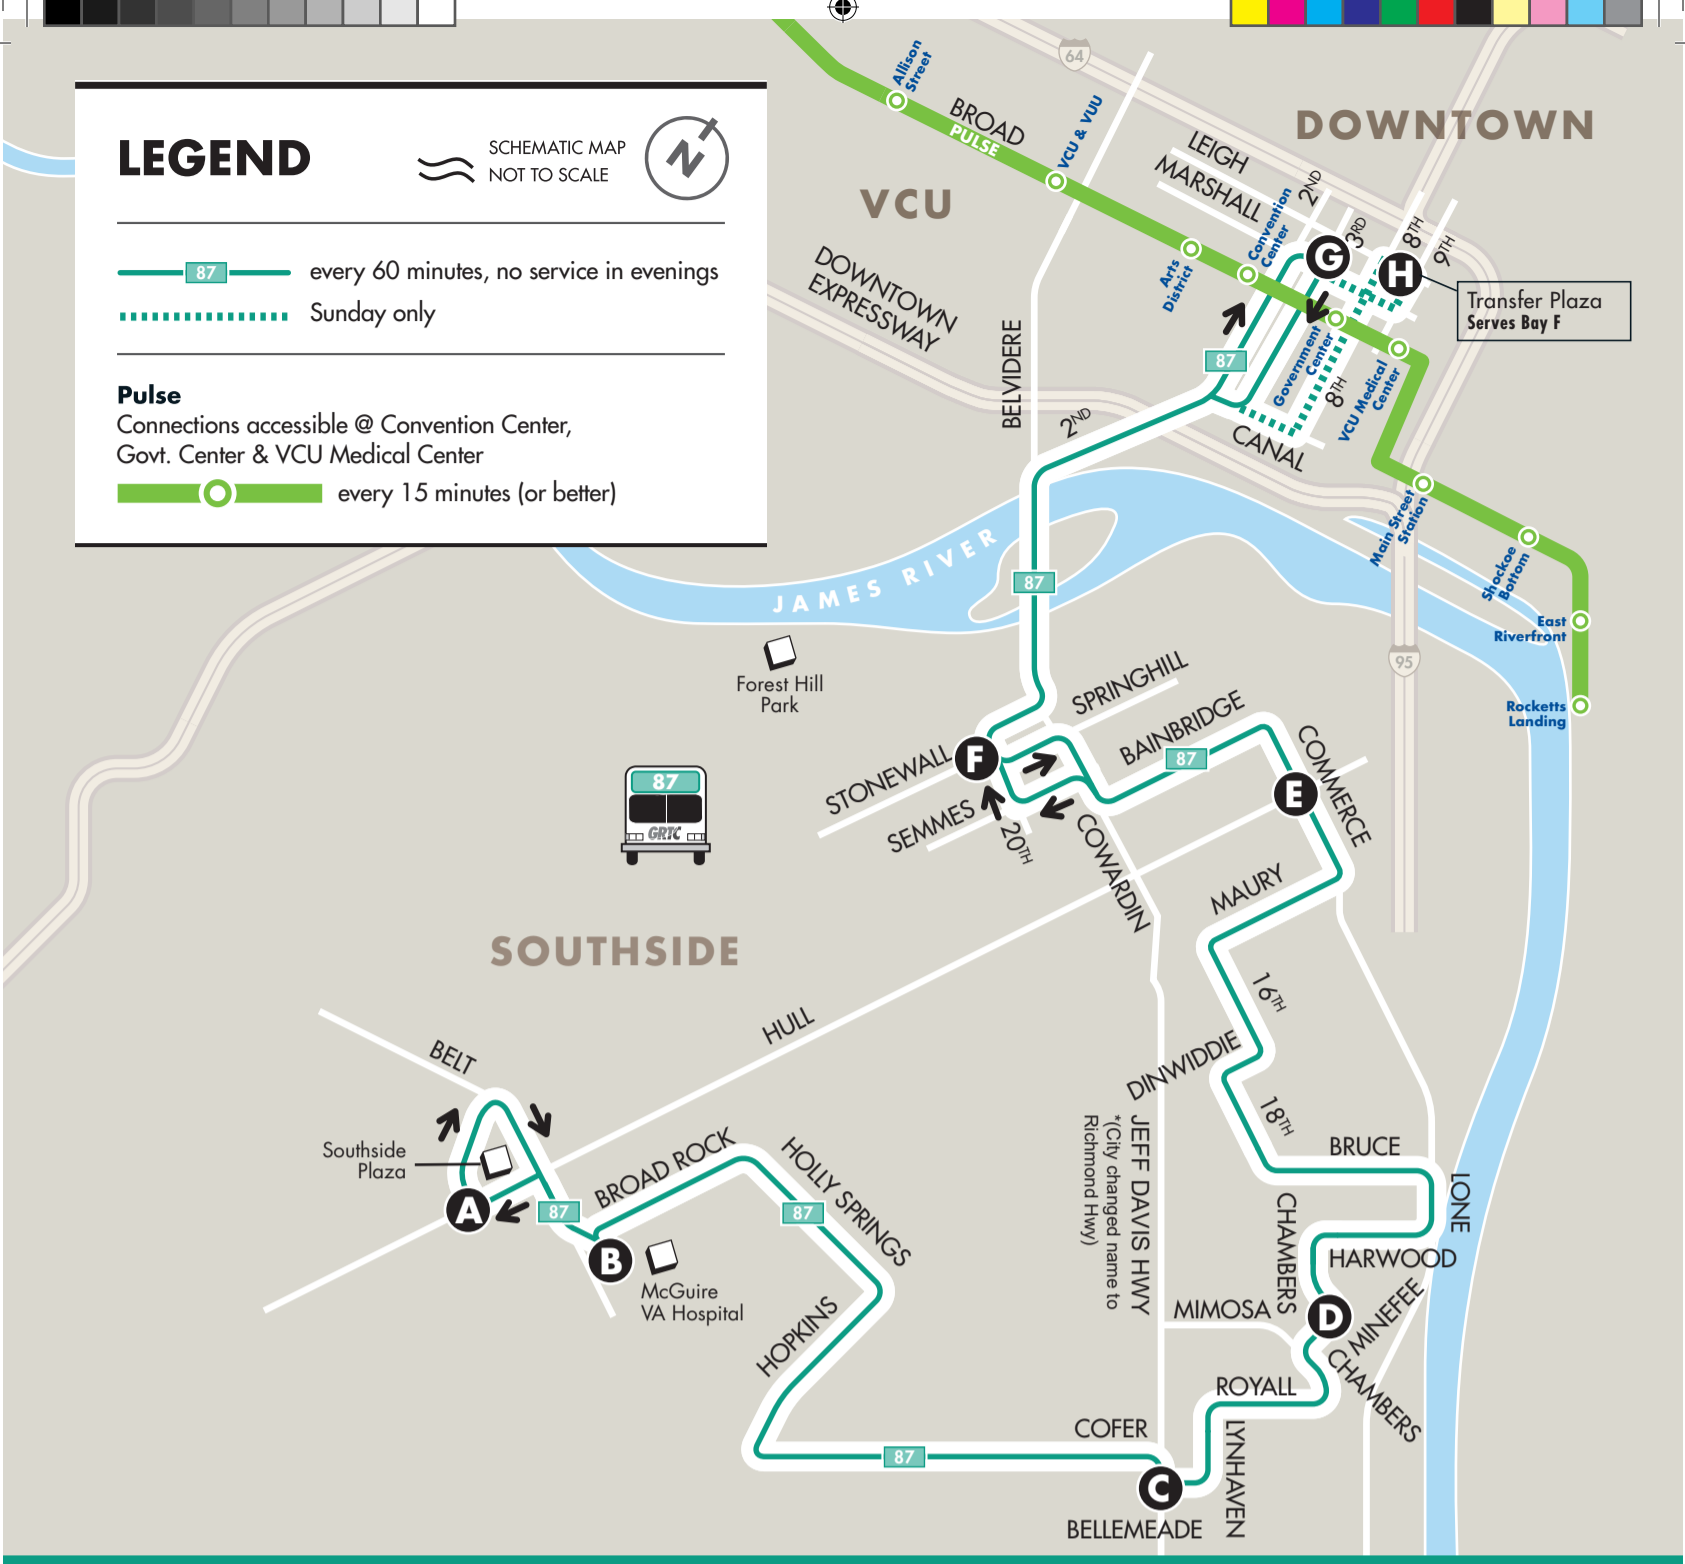 LEGEND
SCHEMATIC MAP
NOT TO SCALE
N
87
every 60 minutes, no service in evenings
Sunday only
Pulse
Connections accessible @ Convention Center,
Govt. Center & VCU Medical Center
every 15 minutes (or better)
64
DOWNTOWN
Allison
Street
BROAD
PULSE
VCU & VUU
VCU
LEIGH
MARSHALL
2ND
3RD
8TH
9TH
Convention
Center
Arts
District
G
H
Transfer Plaza
Serves Bay F
DOWNTOWN
EXPRESSWAY
BELVIDERE
87
Government
Center
8TH
VCU Medical
Center
2ND
CANAL
Main Street
Station
Shockoe
Bottom
East
Riverfront
Rocketts
Landing
95
JAMES RIVER
87
Forest Hill
Park
87
GRTC
SPRINGHILL
BAINBRIDGE
87
COMMERCE
STONEWALL
F
E
SEMMES
20TH
COWARDIN
MAURY
SOUTHSIDE
16TH
HULL
DINWIDDIE
18TH
BELT
Southside
Plaza
A
87
BROAD ROCK
B
McGuire
VA Hospital
HOLLY SPRINGS
87
HOPKINS
JEFF DAVIS HWY
*(City changed name to
Richmond Hwy)
BRUCE
LONE
CHAMBERS
HARWOOD
MIMOSA
D
MINEFEE
CHAMBERS
ROYALL
LYNHAVEN
COFER
87
C
BELLEMEADE